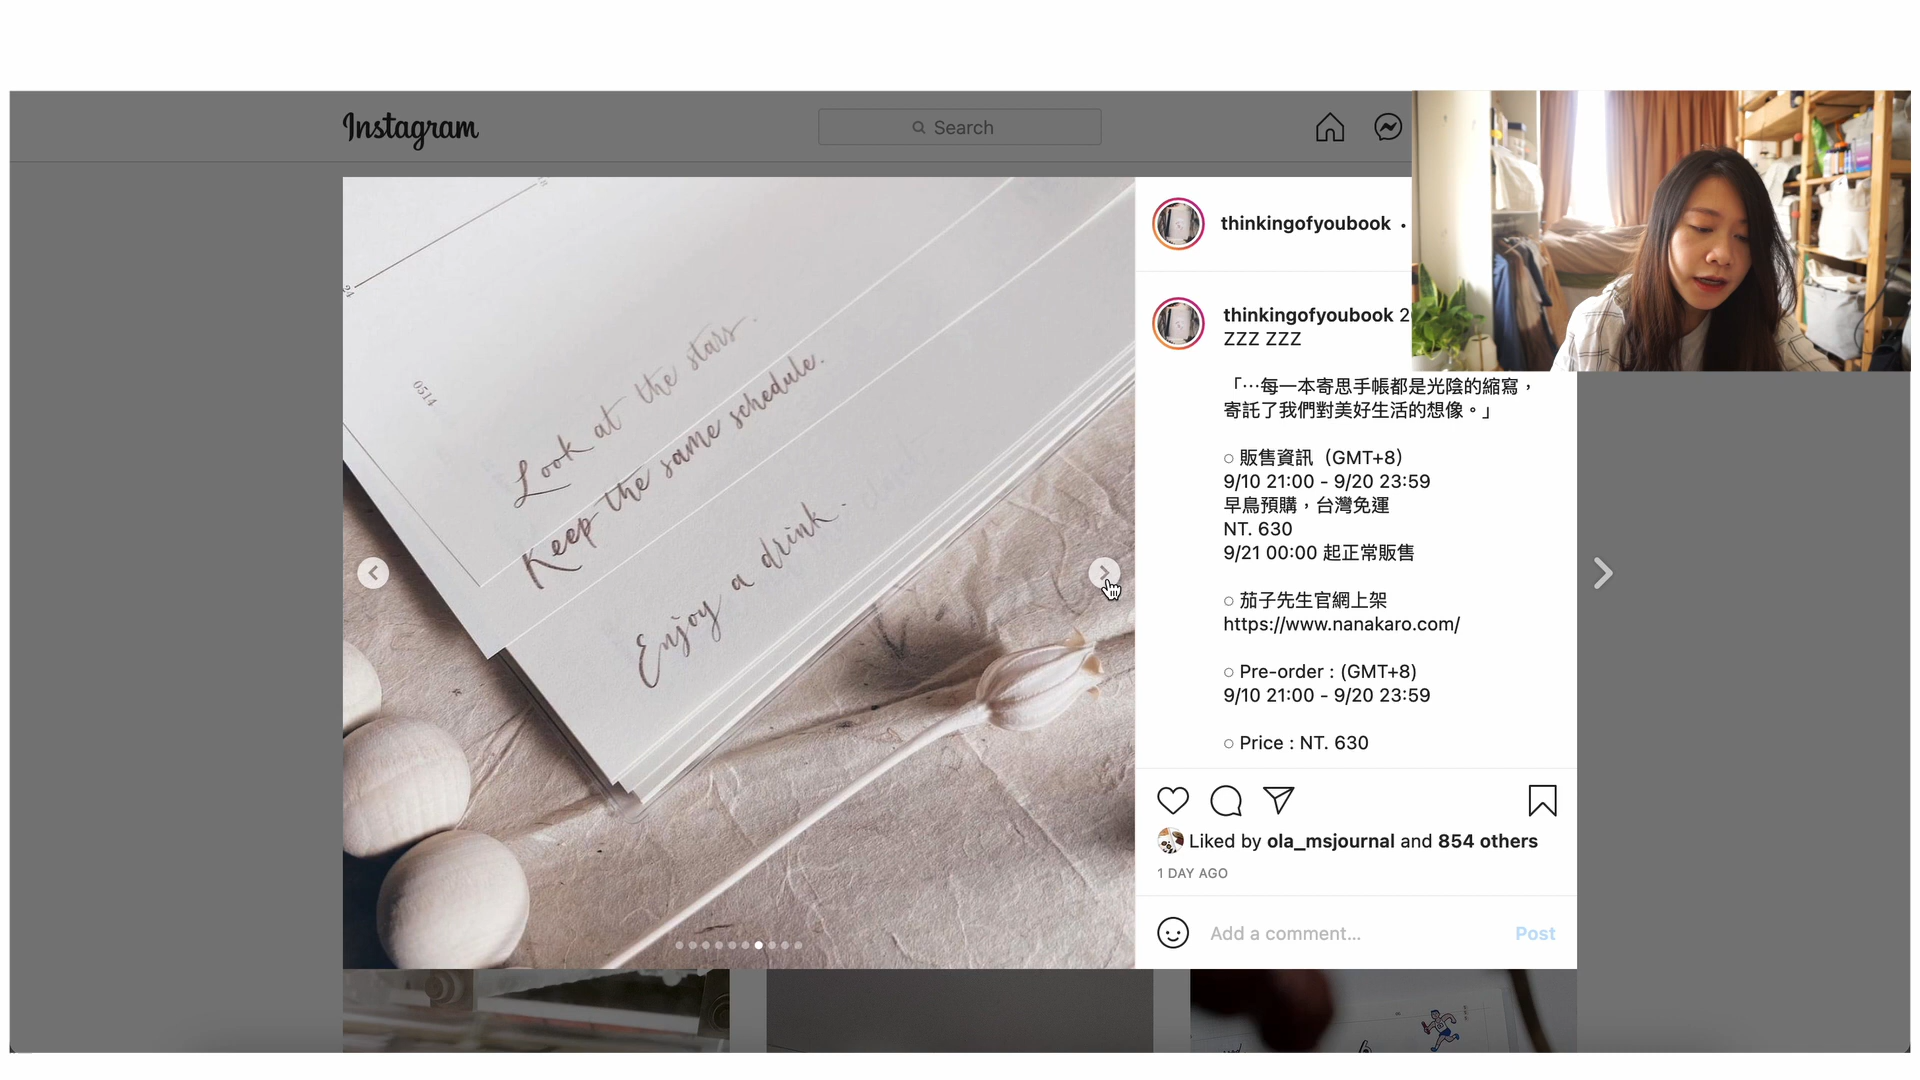 Instagram
Search
24
0514
Look at the stars.
Keep the same schedule.
Enjoy a drink.
thinkingofyoubook •
thinkingofyoubook
ZZZ ZZZ
「⋯每一本寄思手帳都是光陰的縮寫，
寄託了我們對美好生活的想像。」
○ 販售資訊（GMT+8）
9/10 21:00 - 9/20 23:59
早鳥預購，台灣免運
NT. 630
9/21 00:00 起正常販售
○ 茄子先生官網上架
https://www.nanakaro.com/
○ Pre-order : (GMT+8)
9/10 21:00 - 9/20 23:59
○ Price : NT. 630
Liked by ola_msjournal and 854 others
1 DAY AGO
Add a comment...
Post